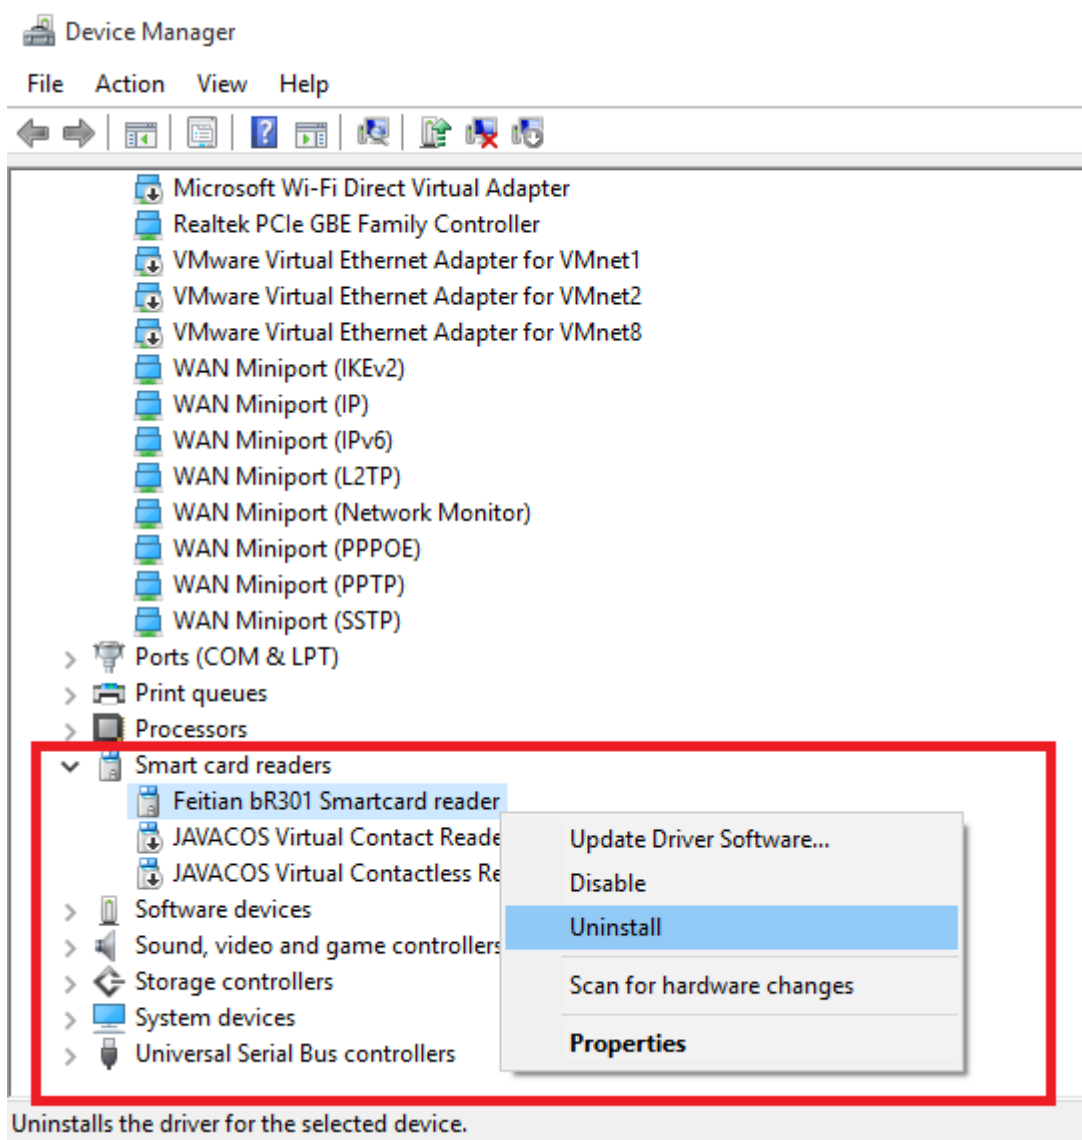 Device Manager
File Action View Help
Microsoft Wi-Fi Direct Virtual Adapter
Realtek PCIe GBE Family Controller
VMware Virtual Ethernet Adapter for VMnet1
VMware Virtual Ethernet Adapter for VMnet2
VMware Virtual Ethernet Adapter for VMnet8
WAN Miniport (IKEv2)
WAN Miniport (IP)
WAN Miniport (IPv6)
WAN Miniport (L2TP)
WAN Miniport (Network Monitor)
WAN Miniport (PPPOE)
WAN Miniport (PPTP)
WAN Miniport (SSTP)
Ports (COM & LPT)
Print queues
Processors
Smart card readers
Feitian bR301 Smartcard reader
JAVACOS Virtual Contact Reade
JAVACOS Virtual Contactless Re
Software devices
Sound, video and game controllers
Storage controllers
System devices
Universal Serial Bus controllers
Update Driver Software...
Disable
Uninstall
Scan for hardware changes
Properties
Uninstalls the driver for the selected device.